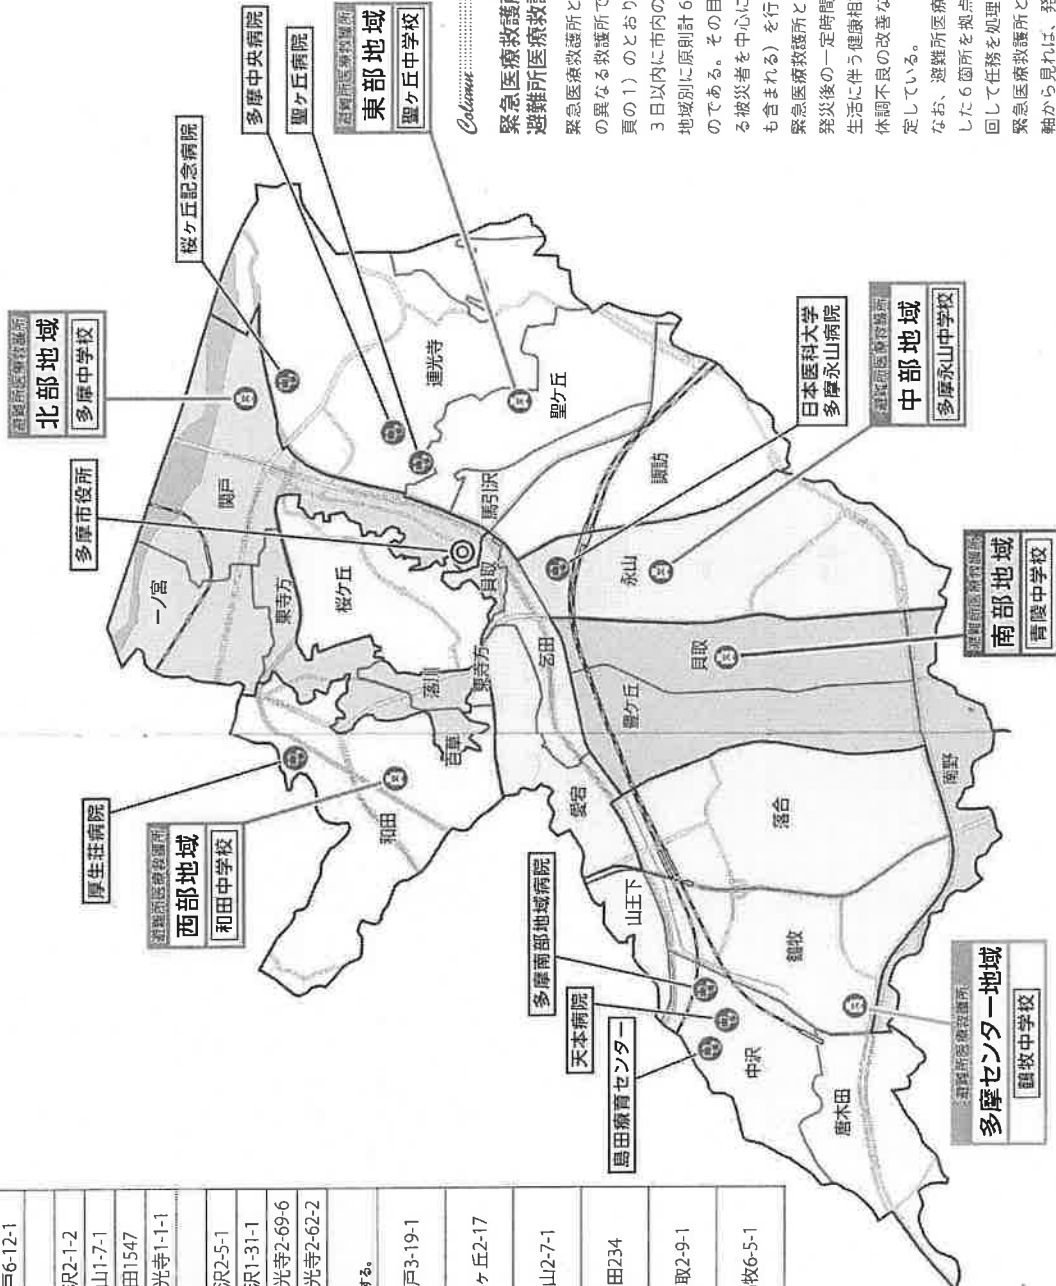 戸6-12-1
沢2-1-2
山1-7-1
田1547
光寺1-1-1
沢2-5-1
沢1-31-1
光寺2-69-6
光寺2-62-2
する。
戸3-19-1
ヶ丘2-17
山2-7-1
田234
取2-9-1
牧6-5-1
避難所医療救護所
北部地域
多摩中学校
多摩市役所
桜ヶ丘記念病院
多摩中央病院
聖ヶ丘病院
避難所医療救護所
東部地域
聖ヶ丘中学校
厚生荘病院
避難所医療救護所
西部地域
和田中学校
多摩南部地域病院
天本病院
島田療育センター
日本医科大学
多摩永山病院
避難所医療救護所
中部地域
多摩永山中学校
避難所医療救護所
南部地域
青陵中学校
避難所医療救護所
多摩センター地域
鶴牧中学校
一ノ宮
関戸
東寺方
桜ヶ丘
連光寺
聖ヶ丘
馬引沢
諏訪
貝取
落川
東寺方
百草
和田
乞田
愛宕
永山
貝取
豊ヶ丘
山王下
落合
南野
鶴牧
中沢
唐木田
Column
緊急医療救護所
避難所医療救護
緊急医療救護所と
の異なる救護所で
頁の1）のとおり
3日以内に市内の
地域別に原則計6
のである。その目
る被災者を中心に
も含まれる）を行
緊急医療救護所と
発災後の一定時間
生活に伴う健康相
体調不良の改善な
定している。
なお、避難所医療
した6箇所を拠点
回して任務を処理
緊急医療救護所と
軸から見れば、発